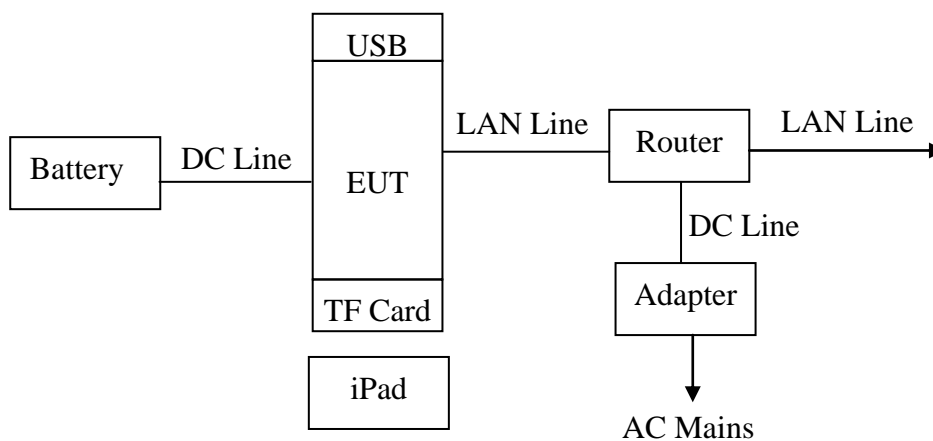 USB
LAN Line
LAN Line
Router
Battery
DC Line
EUT
DC Line
Adapter
TF Card
iPad
AC Mains